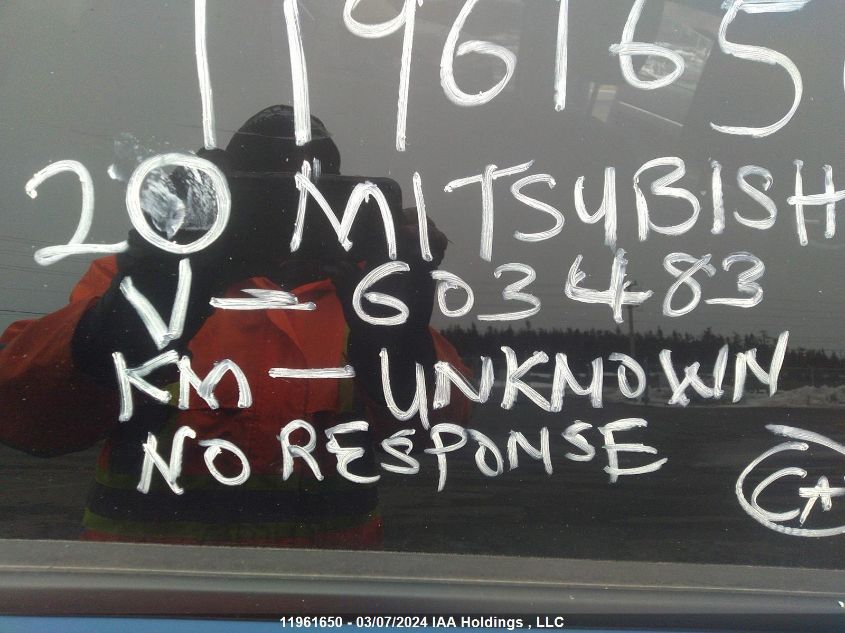 1196165
20 MITSUBISH
V-603483
KM-UNKNOWN
NO RESPONSE
CA
11961650 - 03/07/2024 IAA Holdings , LLC